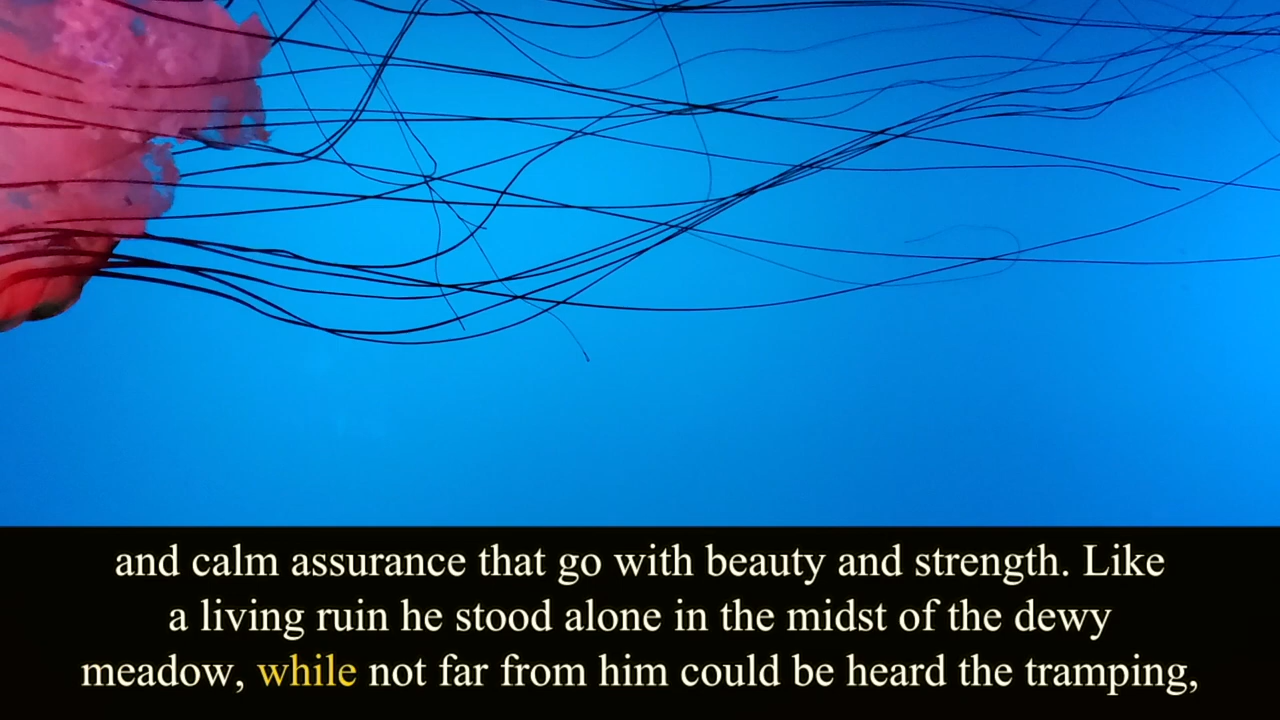 and calm assurance that go with beauty and strength. Like
a living ruin he stood alone in the midst of the dewy
meadow, while not far from him could be heard the tramping,